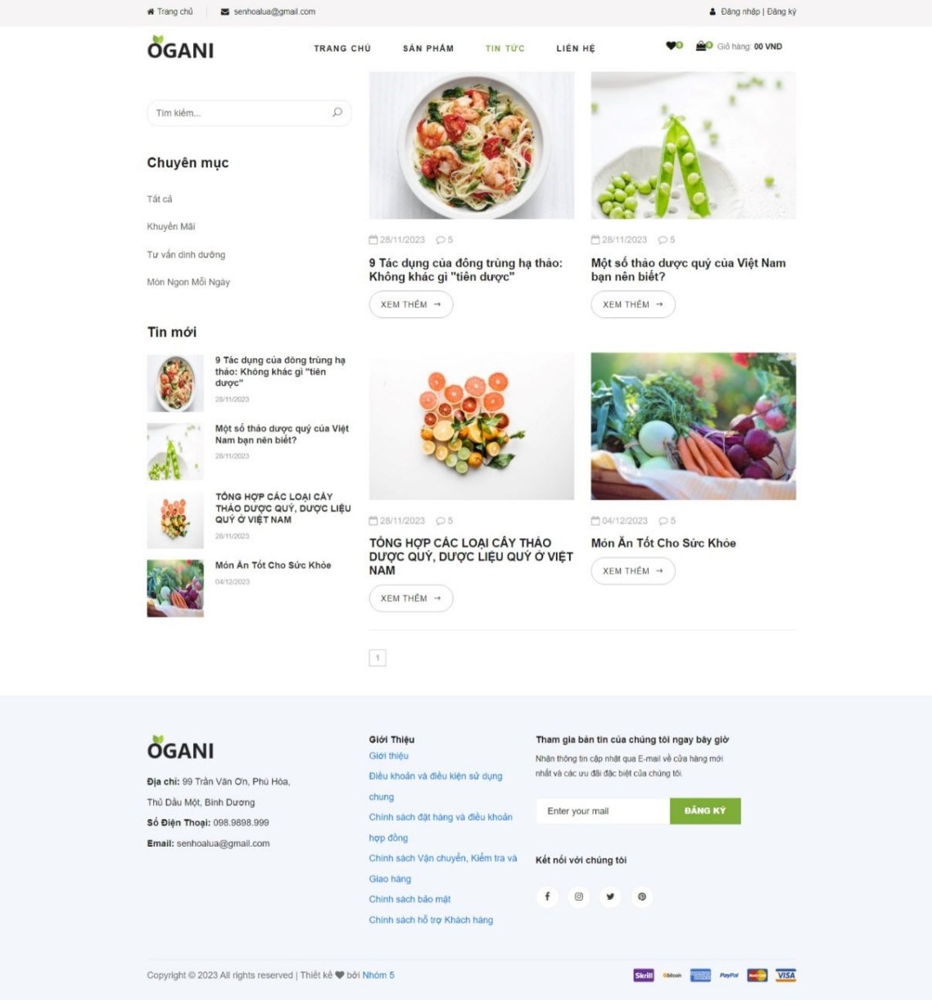 Trang chủ
senhoalua@gmail.com
Đăng nhập | Đăng ký
OGANI
TRANG CHỦ
SẢN PHẨM
TIN TỨC
LIÊN HỆ
0
0
Giỏ hàng: 00 VNĐ
Tìm kiếm...
Chuyên mục
Tất cả
Khuyến Mãi
Tư vấn dinh dưỡng
Món Ngon Mỗi Ngày
Tin mới
9 Tác dụng của đông trùng hạ
thảo: Không khác gì "tiên
dược"
28/11/2023
Một số thảo dược quý của Việt
Nam bạn nên biết?
28/11/2023
TỔNG HỢP CÁC LOẠI CÂY
THẢO DƯỢC QUÝ, DƯỢC LIỆU
QUÝ Ở VIỆT NAM
28/11/2023
Món Ăn Tốt Cho Sức Khỏe
04/12/2023
28/11/2023 5
9 Tác dụng của đông trùng hạ thảo:
Không khác gì "tiên dược"
XEM THÊM →
28/11/2023 5
Một số thảo dược quý của Việt Nam
bạn nên biết?
XEM THÊM →
28/11/2023 5
TỔNG HỢP CÁC LOẠI CÂY THẢO
DƯỢC QUÝ, DƯỢC LIỆU QUÝ Ở VIỆT
NAM
XEM THÊM →
04/12/2023 5
Món Ăn Tốt Cho Sức Khỏe
XEM THÊM →
1
OGANI
Địa chỉ: 99 Trần Văn Ơn, Phú Hòa,
Thủ Dầu Một, Bình Dương
Số Điện Thoại: 098.9898.999
Email: senhoalua@gmail.com
Giới Thiệu
Giới thiệu
Điều khoản và điều kiện sử dụng
chung
Chính sách đặt hàng và điều khoản
hợp đồng
Chính sách Vận chuyển, Kiểm tra và
Giao hàng
Chính sách bảo mật
Chính sách hỗ trợ Khách hàng
Tham gia bản tin của chúng tôi ngay bây giờ
Nhận thông tin cập nhật qua E-mail về cửa hàng mới
nhất và các ưu đãi đặc biệt của chúng tôi.
Enter your mail
ĐĂNG KÝ
Kết nối với chúng tôi
Copyright © 2023 All rights reserved | Thiết kế ♥ bởi Nhóm 5
Skrill
bitcoin
PayPal
VISA